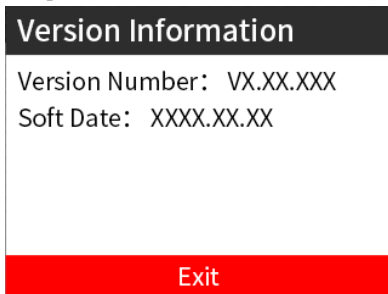 Version Information
Version Number： VX.XX.XXX
Soft Date： XXXX.XX.XX
Exit